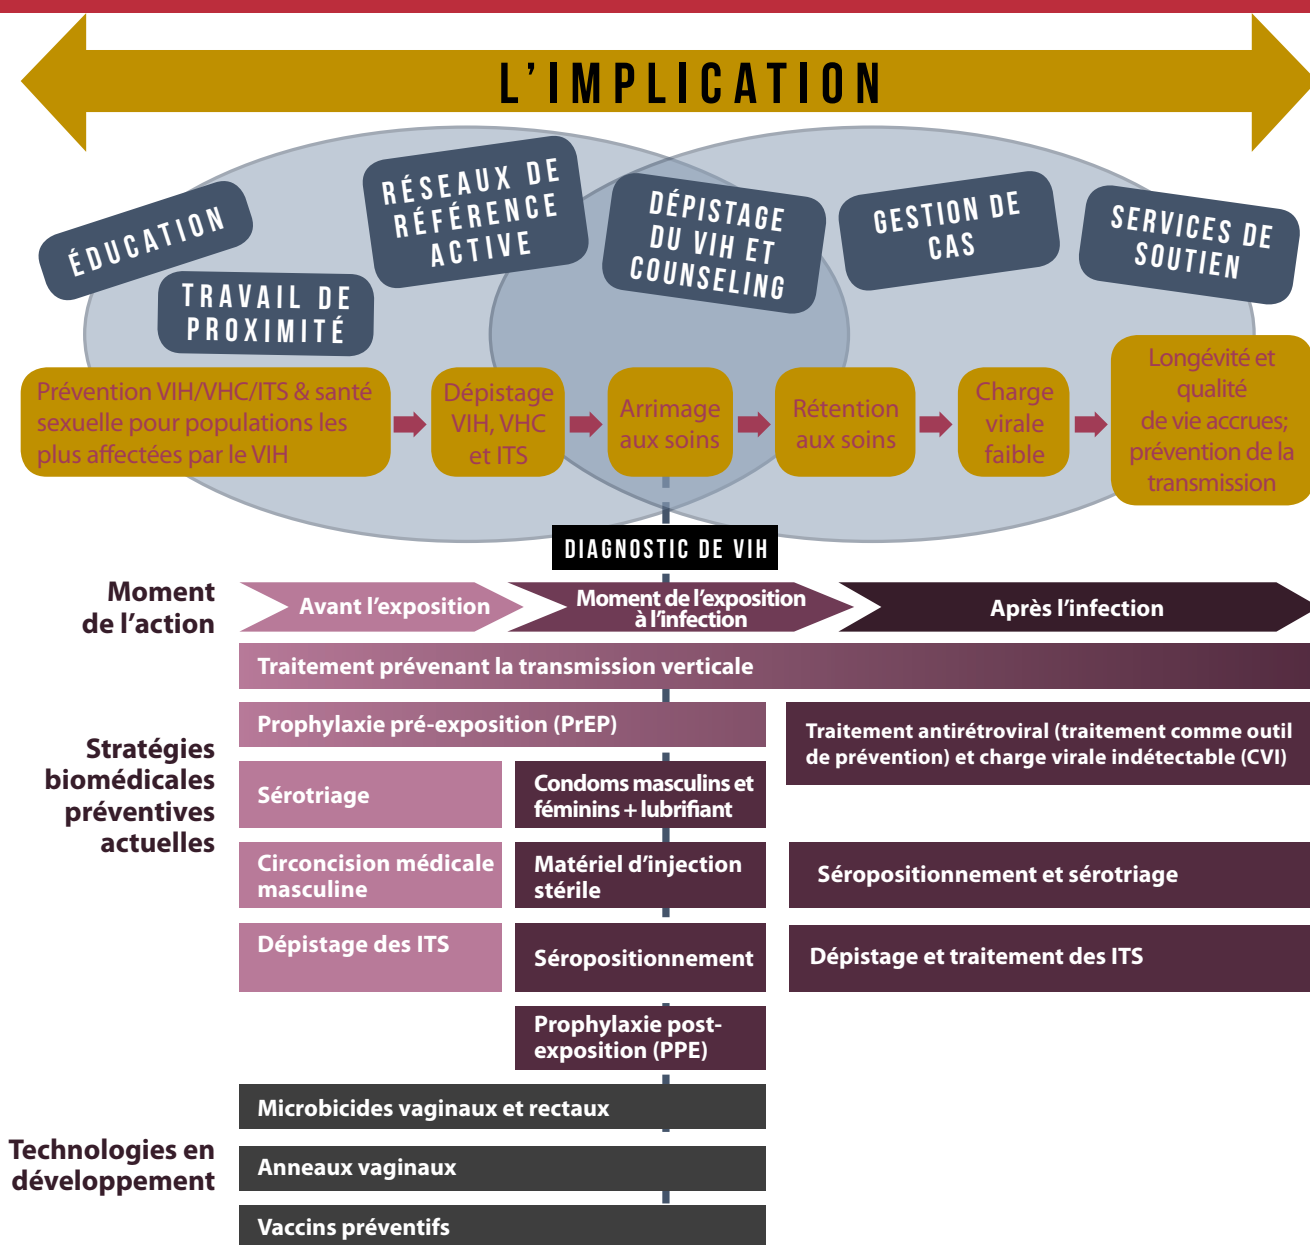 L'IMPLICATION
ÉDUCATION
TRAVAIL DE
PROXIMITÉ
RÉSEAUX DE
RÉFÉRENCE
ACTIVE
DÉPISTAGE
DU VIH ET
COUNSELING
GESTION DE
CAS
SERVICES DE
SOUTIEN
Prévention VIH/VHC/ITS & santé
sexuelle pour populations les
plus affectées par le VIH
Dépistage
VIH, VHC
et ITS
Arrimage
aux soins
Rétention
aux soins
Charge
virale
faible
Longévité et
qualité
de vie accrues;
prévention de la
transmission
DIAGNOSTIC DE VIH
Moment
de l'action
Avant l'exposition
Moment de l'exposition
à l'infection
Après l'infection
Traitement prévenant la transmission verticale
Stratégies
biomédicales
préventives
actuelles
Prophylaxie pré-exposition (PrEP)
Traitement antirétroviral (traitement comme outil
de prévention) et charge virale indétectable (CVI)
Sérotriage
Condoms masculins et
féminins + lubrifiant
Circoncision médicale
masculine
Matériel d'injection
stérile
Séropositionnement et sérotriage
Dépistage des ITS
Séropositionnement
Dépistage et traitement des ITS
Prophylaxie post-
exposition (PPE)
Technologies en
développement
Microbicides vaginaux et rectaux
Anneaux vaginaux
Vaccins préventifs